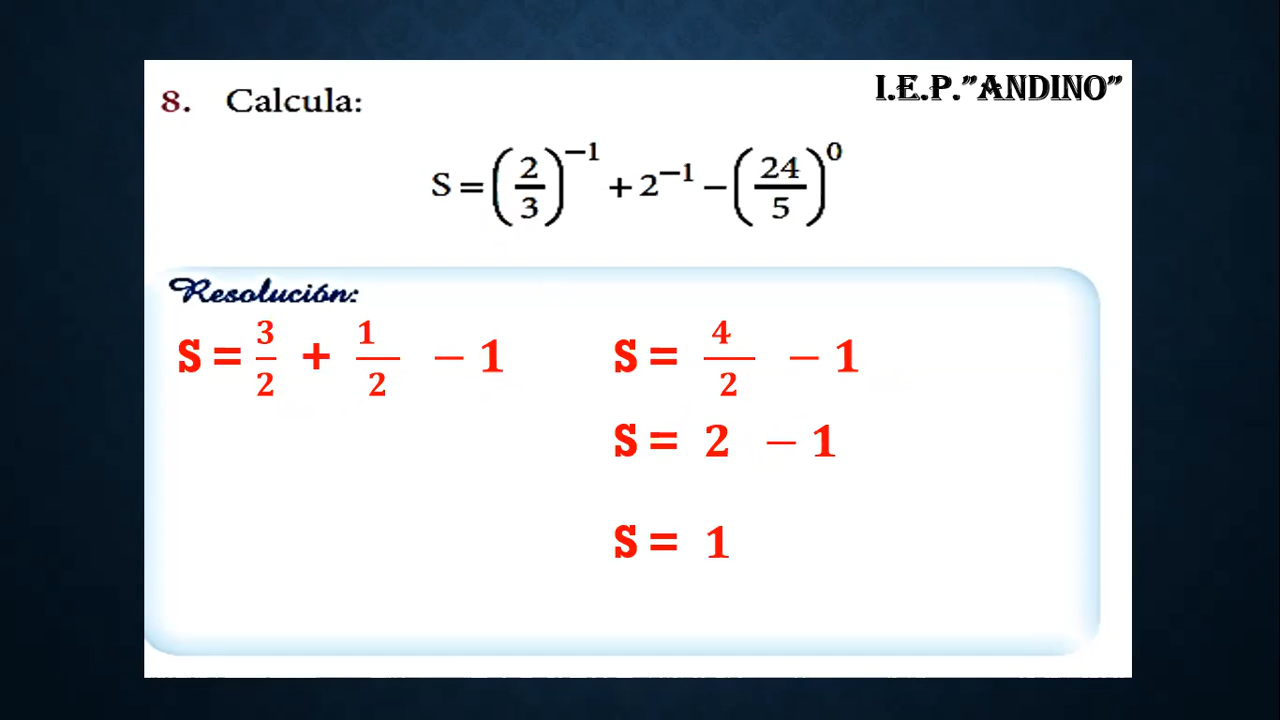 8. Calcula:
I.E.P."ANDINO"
S = (2/3)^−1 + 2^−1 − (24/5)^0
Resolución:
S = 3/2 + 1/2 − 1
S = 4/2 − 1
S = 2 − 1
S = 1